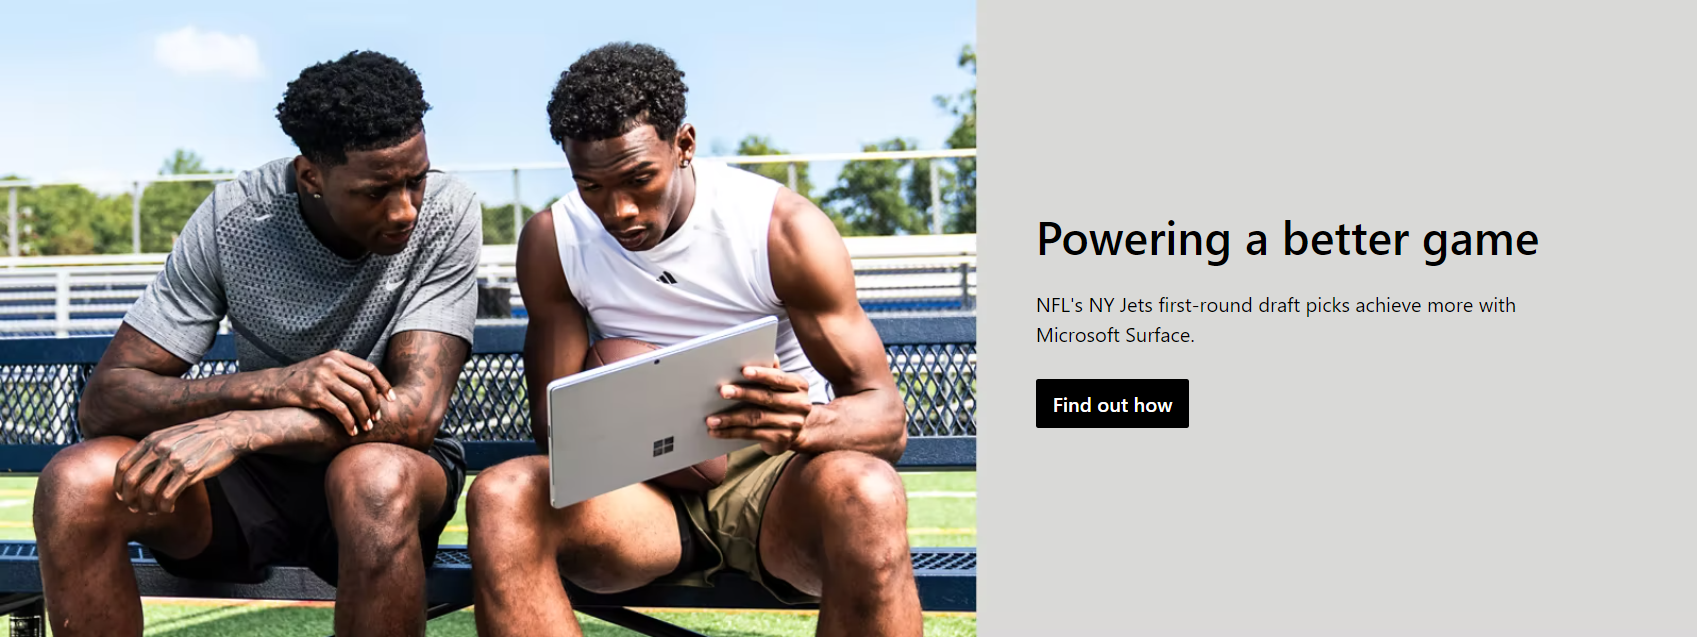 Powering a better game
NFL's NY Jets first-round draft picks achieve more with
Microsoft Surface.
Find out how